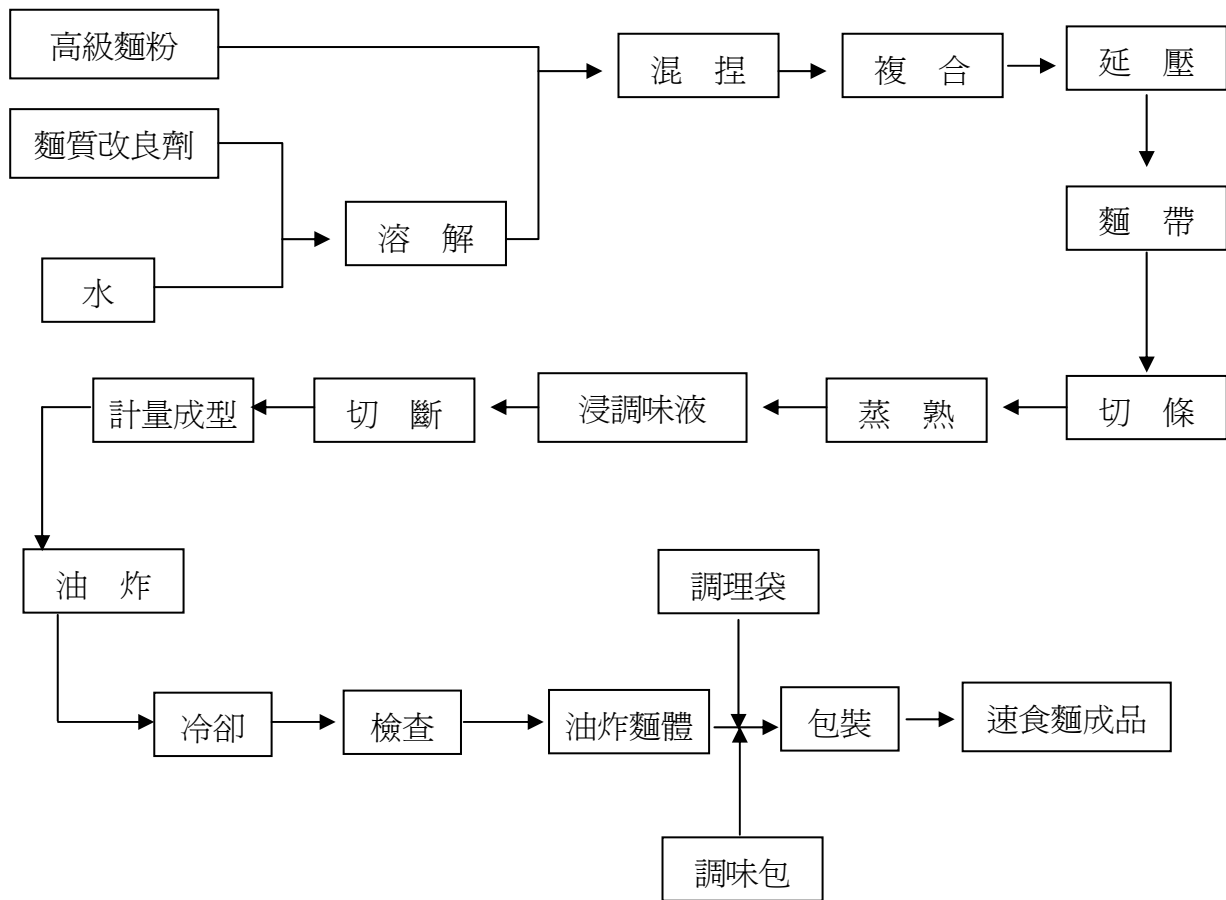 高級麵粉
麵質改良劑
水
溶　解
混　捏
複　合
延　壓
麵　帶
切　條
蒸　熟
浸調味液
切　斷
計量成型
油　炸
冷卻
檢查
油炸麵體
調理袋
調味包
包裝
速食麵成品